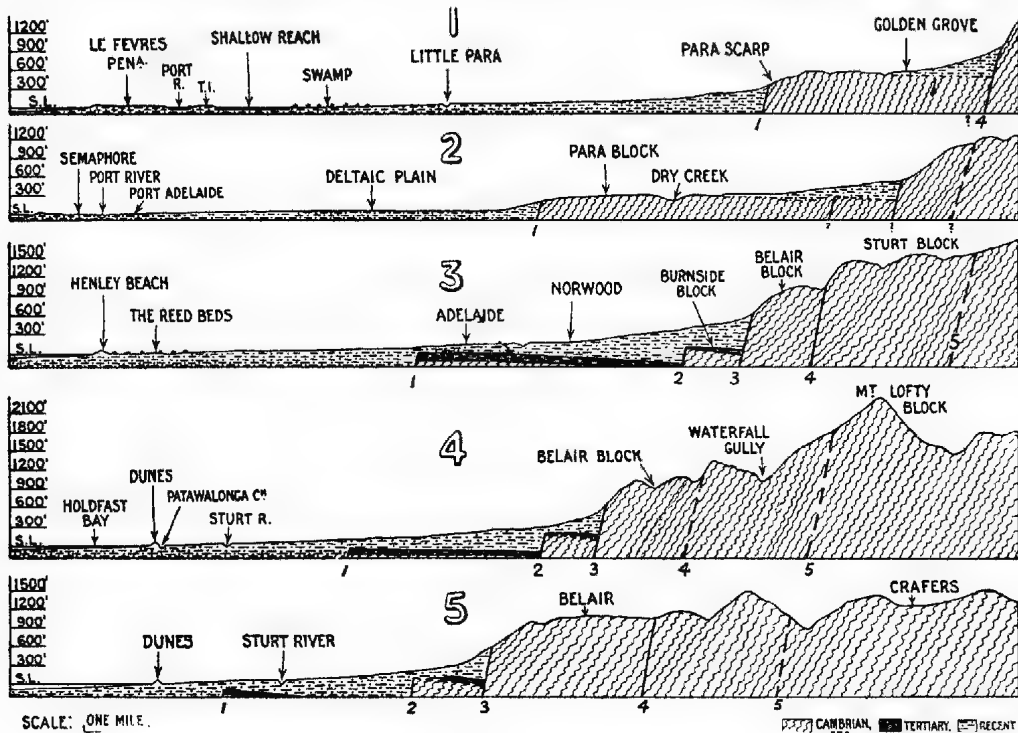 1
1200'
900'
600'
300'
S.L.
LE FEVRES
PENA.
PORT
R.
T.I.
SHALLOW REACH
SWAMP
LITTLE PARA
PARA SCARP
GOLDEN GROVE
1
? 4
2
1200'
900'
600'
300'
S.L.
SEMAPHORE
PORT RIVER
PORT ADELAIDE
DELTAIC PLAIN
PARA BLOCK
DRY CREEK
1
?
?
?
3
1500'
1200'
900'
600'
300'
S.L.
HENLEY BEACH
THE REED BEDS
ADELAIDE
NORWOOD
BURNSIDE
BLOCK
BELAIR
BLOCK
STURT BLOCK
1 2 3 4 5
4
2100'
1800'
1500'
1200'
900'
600'
300'
S.L.
HOLDFAST
BAY
DUNES
PATAWALONGA CK
STURT R.
BELAIR BLOCK
WATERFALL
GULLY
MT. LOFTY
BLOCK
1 2 3 4 5
5
1500'
1200'
900'
600'
300'
S.L.
DUNES
STURT RIVER
BELAIR
CRAFERS
1 2 3 4 5
SCALE: ONE MILE.
CAMBRIAN, TERTIARY, RECENT